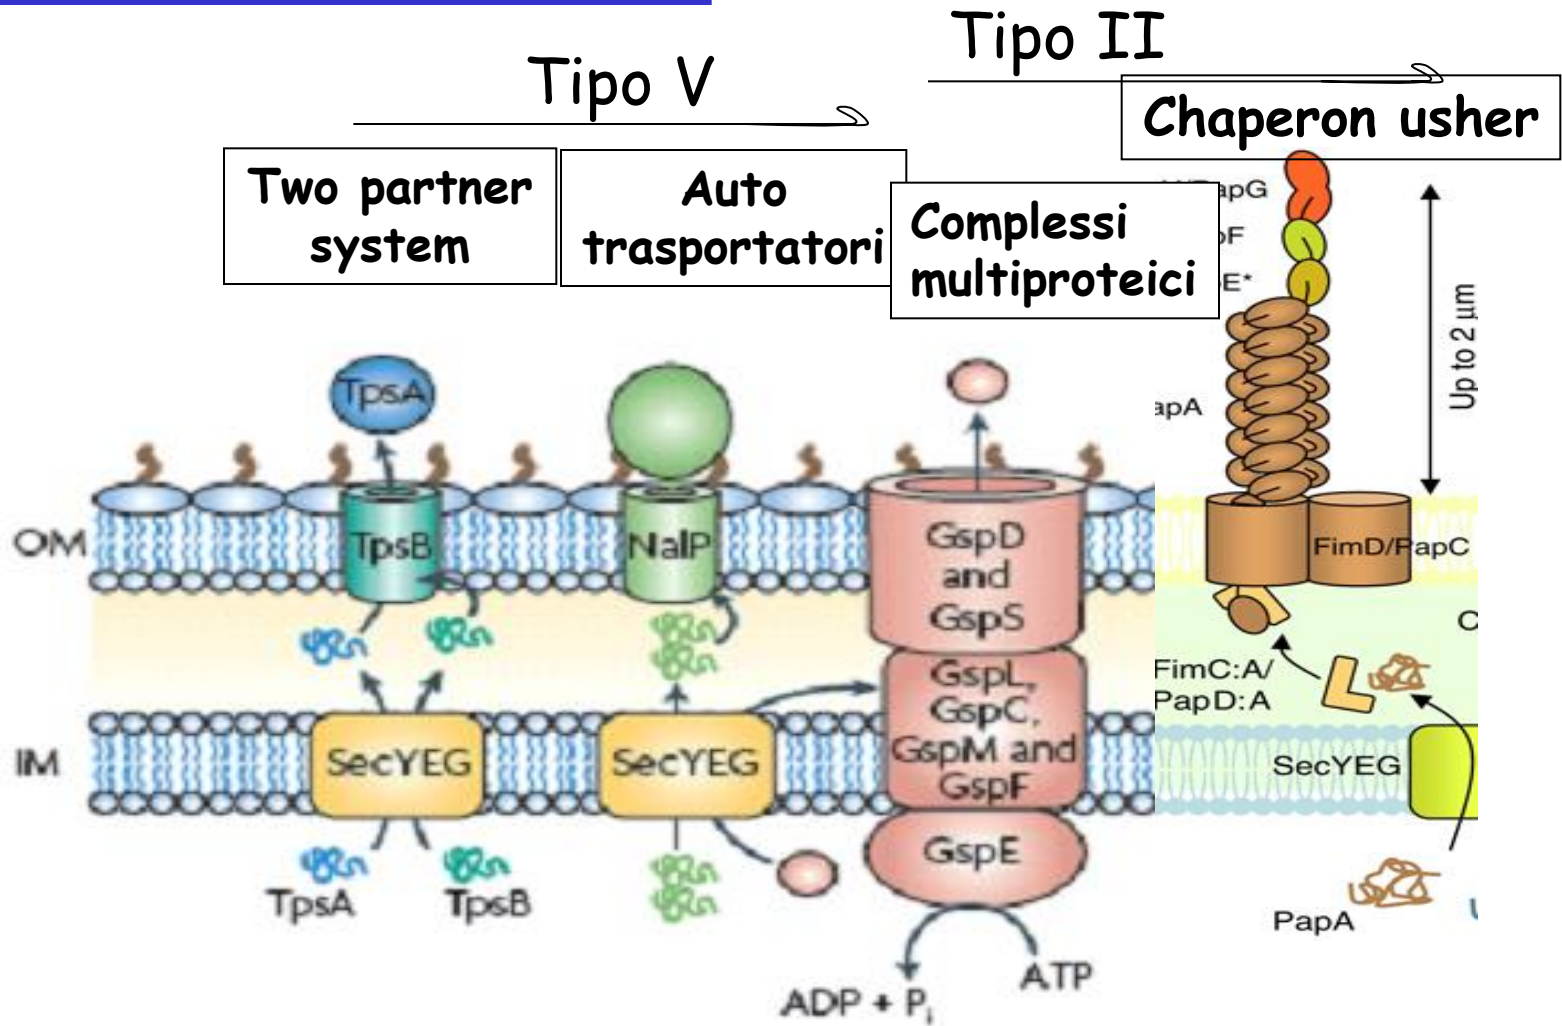 Tipo V
Tipo II
Two partner
system
Auto
trasportatori
Complessi
multiproteici
Chaperon usher
apG
F
E*
apA
Up to 2 µm
TpsA
OM
TpsB
NalP
GspD
and
GspS
FimD/PapC
C
GspL,
GspC,
GspM and
GspF
FimC:A/
PapD:A
IM
SecYEG
SecYEG
SecYEG
GspE
TpsA
TpsB
PapA
ADP + Pi
ATP